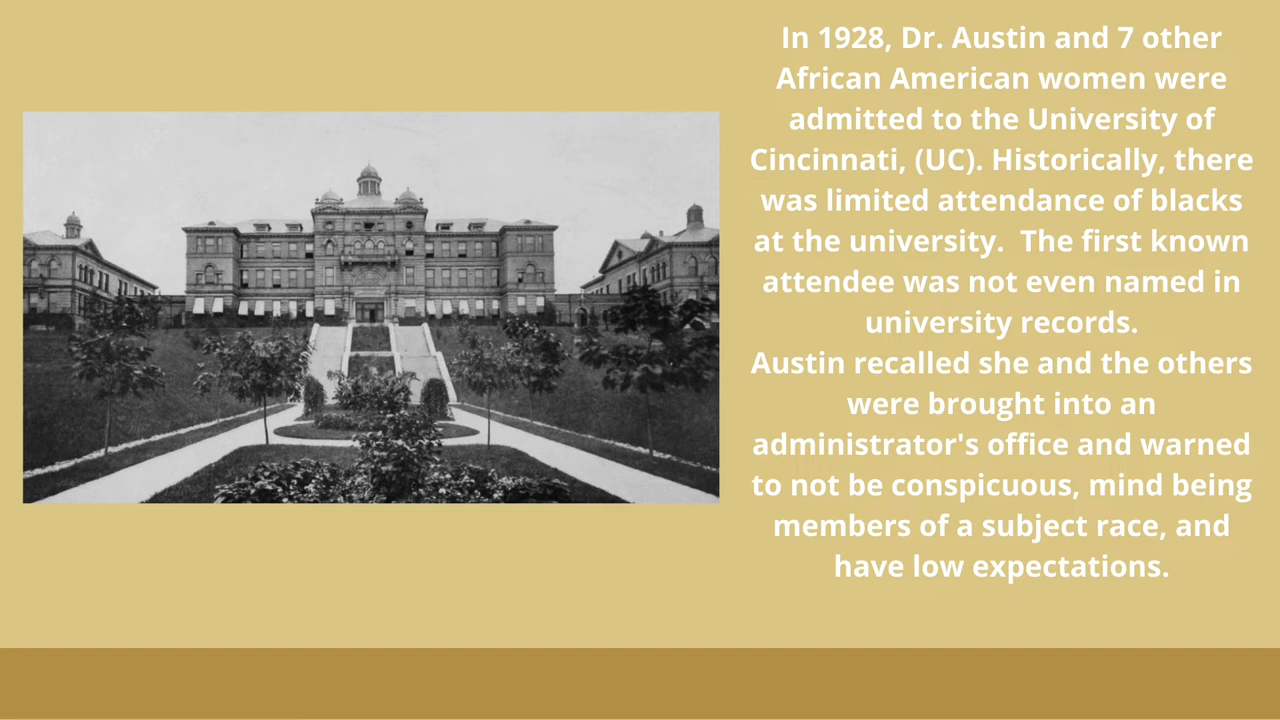 In 1928, Dr. Austin and 7 other
African American women were
admitted to the University of
Cincinnati, (UC). Historically, there
was limited attendance of blacks
at the university.  The first known
attendee was not even named in
university records.
Austin recalled she and the others
were brought into an
administrator's office and warned
to not be conspicuous, mind being
members of a subject race, and
have low expectations.